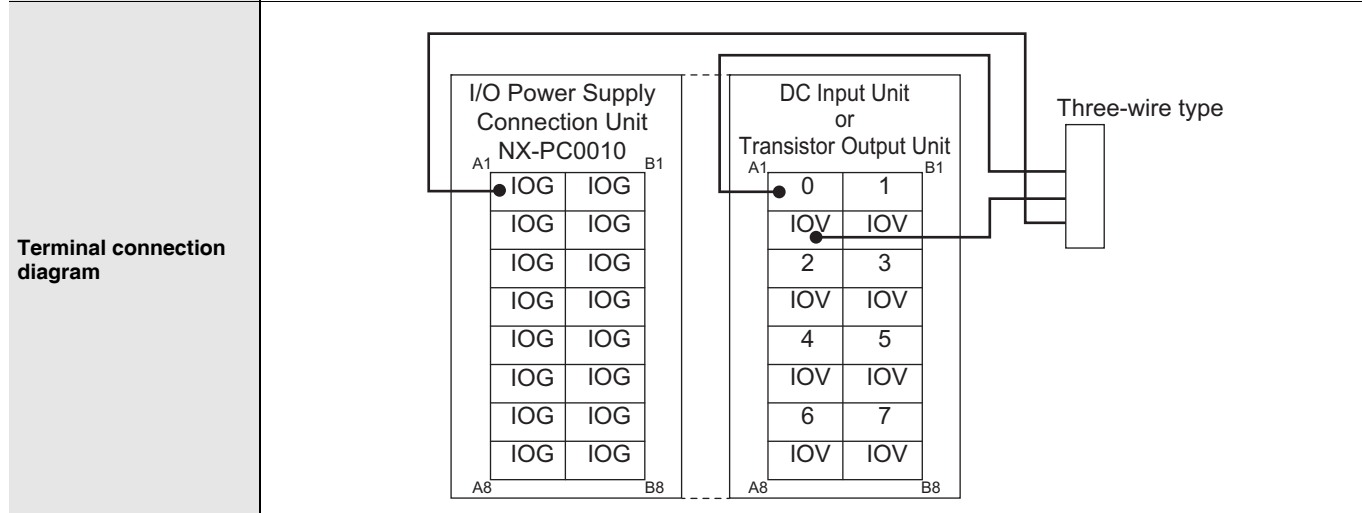 Terminal connection
diagram
I/O Power Supply
Connection Unit
NX-PC0010
A1 B1
IOG IOG
IOG IOG
IOG IOG
IOG IOG
IOG IOG
IOG IOG
IOG IOG
IOG IOG
A8 B8
DC Input Unit
or
Transistor Output Unit
A1 B1
0 1
IOV IOV
2 3
IOV IOV
4 5
IOV IOV
6 7
IOV IOV
A8 B8
Three-wire type